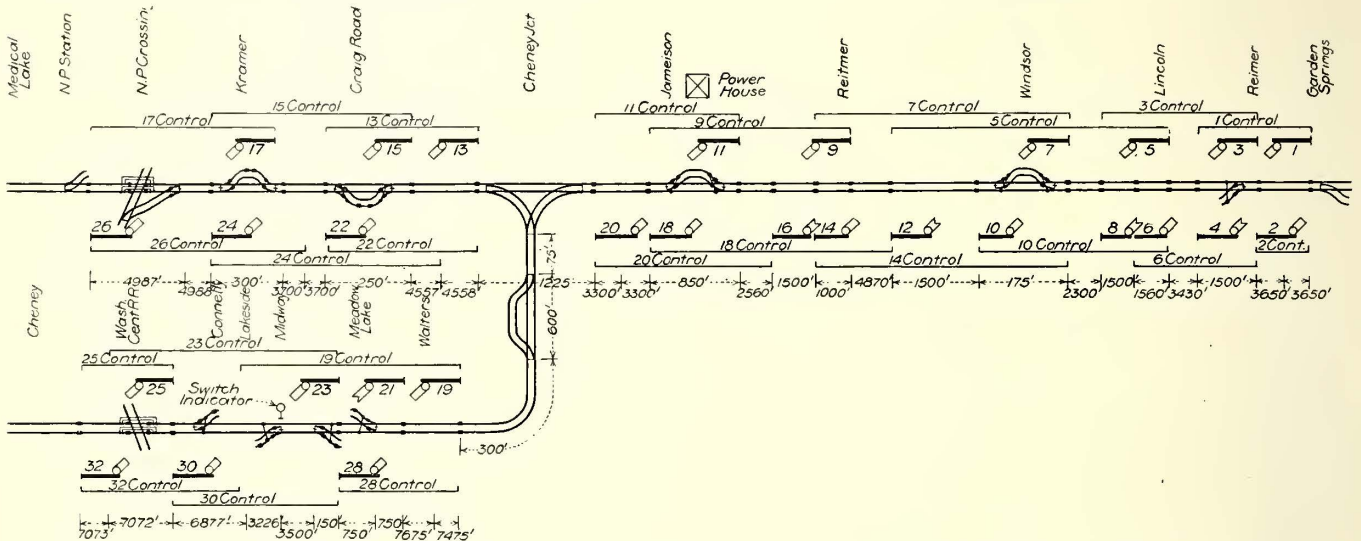 Medical Lake
N.P. Station
N.P. Crossing
Kramer
Craig Road
Cheney Jct
Jameison
Power House
Reitmer
Windsor
Lincoln
Reimer
Garden Springs
15 Control
17 Control
13 Control
11 Control
9 Control
7 Control
5 Control
3 Control
1 Control
17
15
13
11
9
7
5
3
1
26
24
22
20
18
16
14
12
10
8
6
4
2
26 Control
22 Control
24 Control
18 Control
20 Control
14 Control
10 Control
6 Control
2 Cont.
4987'
4988'
300'
3700'
3700'
250'
4557'
4558'
75'
1225
3300'
3300'
850'
2560
1500'
1000'
4870'
1500'
175'
2300'
1500'
1560'
3430'
1500'
3650'
3650'
600'
300'
Cheney
Wash Cent RR
Connelly
Lakeside
Midway
Meadow Lake
Walters
23 Control
25 Control
19 Control
25
Switch Indicator
23
21
19
32
30
28
32 Control
30 Control
28 Control
7073'
7072'
6877'
3226'
3500'
150'
750'
750'
7675'
7475'